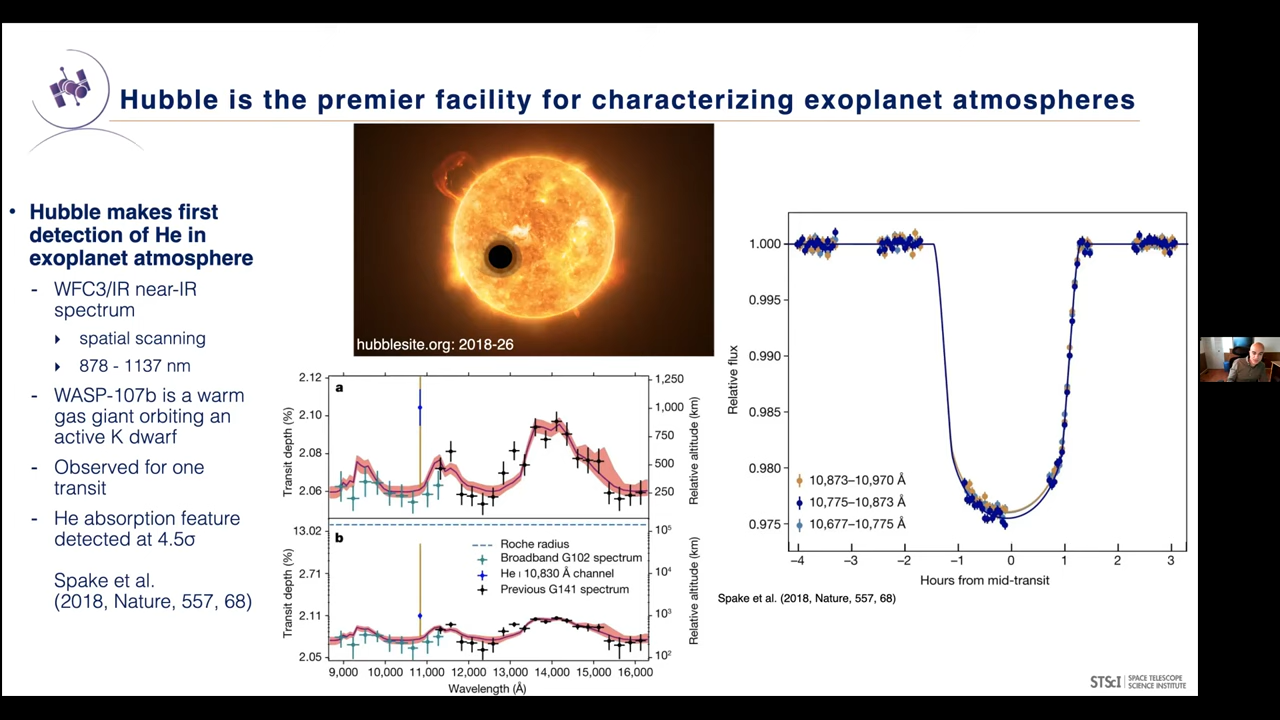 Hubble is the premier facility for characterizing exoplanet atmospheres
• Hubble makes first
detection of He in
exoplanet atmosphere
- WFC3/IR near-IR
spectrum
‣ spatial scanning
‣ 878 - 1137 nm
- WASP-107b is a warm
gas giant orbiting an
active K dwarf
- Observed for one
transit
- He absorption feature
detected at 4.5σ
Spake et al.
(2018, Nature, 557, 68)
hubblesite.org: 2018-26
a
2.12
2.10
2.08
2.06
Transit depth (%)
1,250
1,000
750
500
250
Relative altitude (km)
b
13.02
2.71
2.11
2.05
Transit depth (%)
Roche radius
Broadband G102 spectrum
He I 10,830 Å channel
Previous G141 spectrum
10⁵
10⁴
10³
10²
Relative altitude (km)
9,000 10,000 11,000 12,000 13,000 14,000 15,000 16,000
Wavelength (Å)
1.000
0.995
0.990
0.985
0.980
0.975
Relative flux
10,873–10,970 Å
10,775–10,873 Å
10,677–10,775 Å
–4 –3 –2 –1 0 1 2 3
Hours from mid-transit
Spake et al. (2018, Nature, 557, 68)
STScI | SPACE TELESCOPE
SCIENCE INSTITUTE